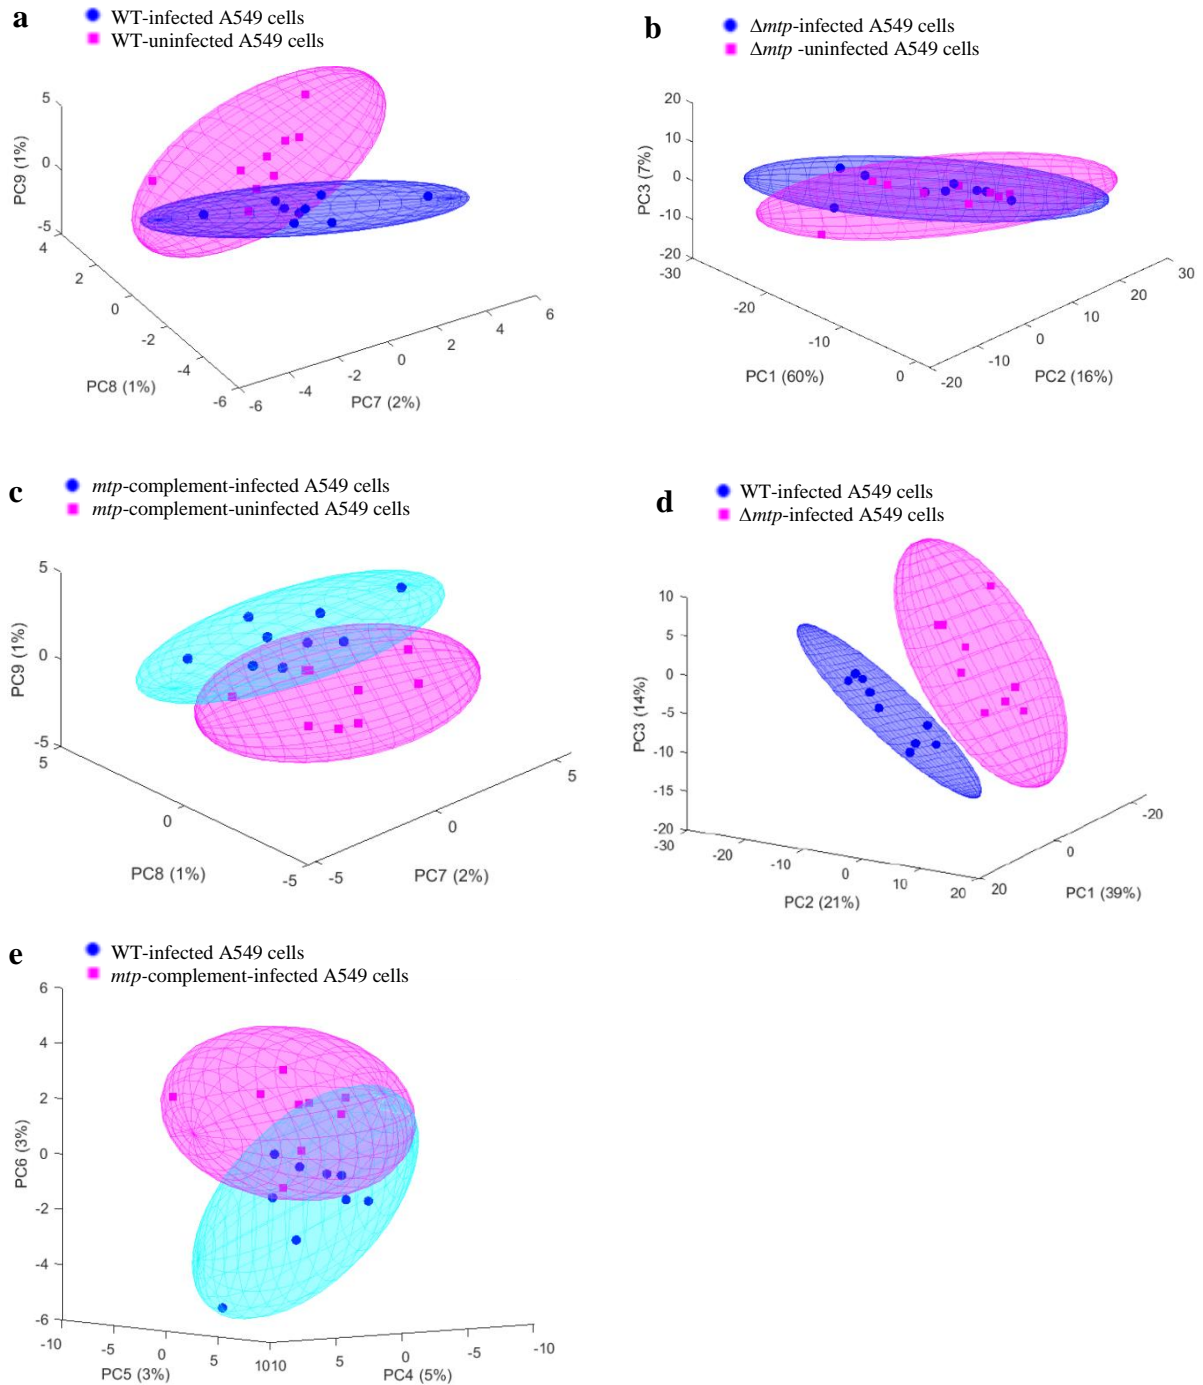 a
WT-infected A549 cells
WT-uninfected A549 cells
5
0
-5
PC9 (1%)
4
2
0
-2
-4
-6
PC8 (1%)
-6
-4
-2
0
2
4
6
PC7 (2%)
b
Δmtp-infected A549 cells
Δmtp -uninfected A549 cells
20
10
0
-10
-20
PC3 (7%)
-30
-20
-10
0
PC1 (60%)
-20
-10
0
10
20
30
PC2 (16%)
c
mtp-complement-infected A549 cells
mtp-complement-uninfected A549 cells
5
0
-5
PC9 (1%)
5
0
-5
PC8 (1%)
-5
0
5
PC7 (2%)
d
WT-infected A549 cells
Δmtp-infected A549 cells
10
5
0
-5
-10
-15
-20
PC3 (14%)
-30
-20
-10
0
10
20
PC2 (21%)
20
0
-20
PC1 (39%)
e
WT-infected A549 cells
mtp-complement-infected A549 cells
6
4
2
0
-2
-4
-6
PC6 (3%)
-10
-5
0
5
1010
PC5 (3%)
5
0
-5
-10
PC4 (5%)